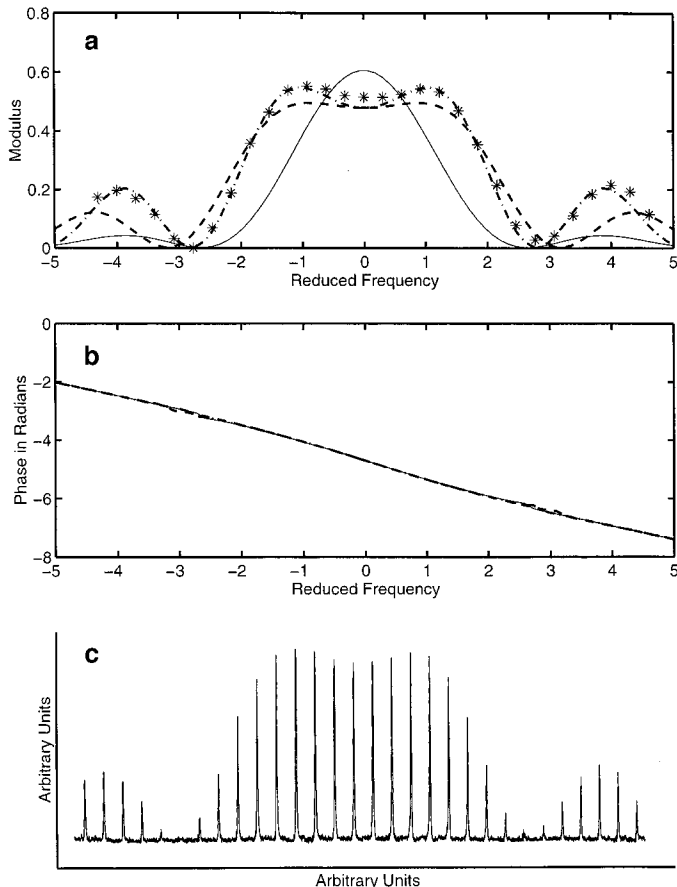 a
0.8
0.6
0.4
0.2
0
Modulus
−5 −4 −3 −2 −1 0 1 2 3 4 5
Reduced Frequency
b
0
−2
−4
−6
−8
Phase in Radians
−5 −4 −3 −2 −1 0 1 2 3 4 5
Reduced Frequency
c
Arbitrary Units
Arbitrary Units